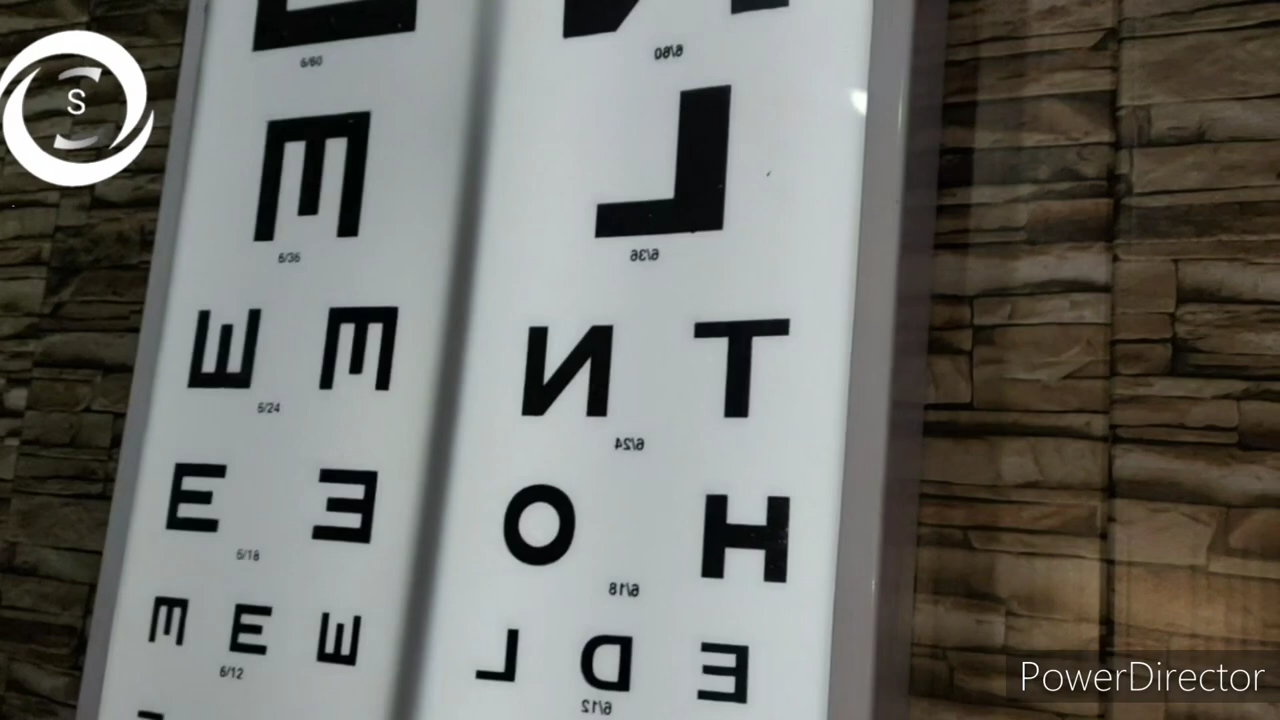 S
6/60
E
6/36
E E
6/24
E E
6/18
E E E
6/12
N
6/60
L
6/36
N T
6/24
O H
6/18
L D E
6/12
PowerDirector